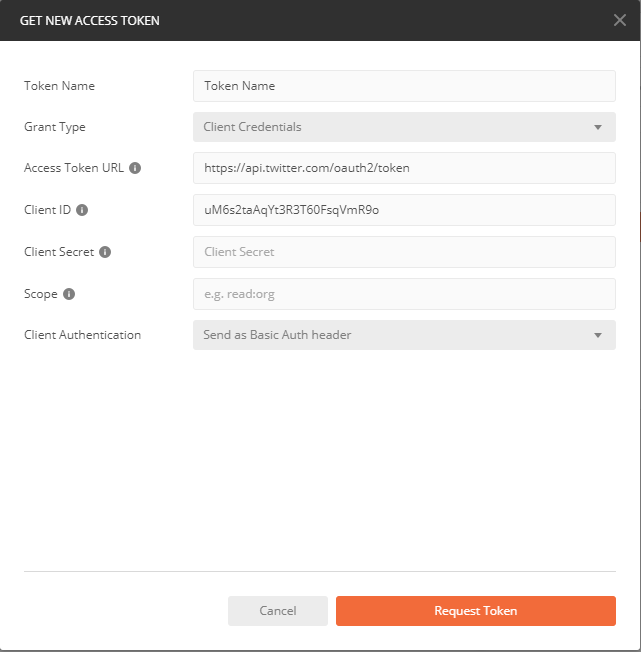 GET NEW ACCESS TOKEN
Token Name Token Name
Grant Type Client Credentials
Access Token URL https://api.twitter.com/oauth2/token
Client ID uM6s2taAqYt3R3T60FsqVmR9o
Client Secret Client Secret
Scope e.g. read:org
Client Authentication Send as Basic Auth header
Cancel Request Token